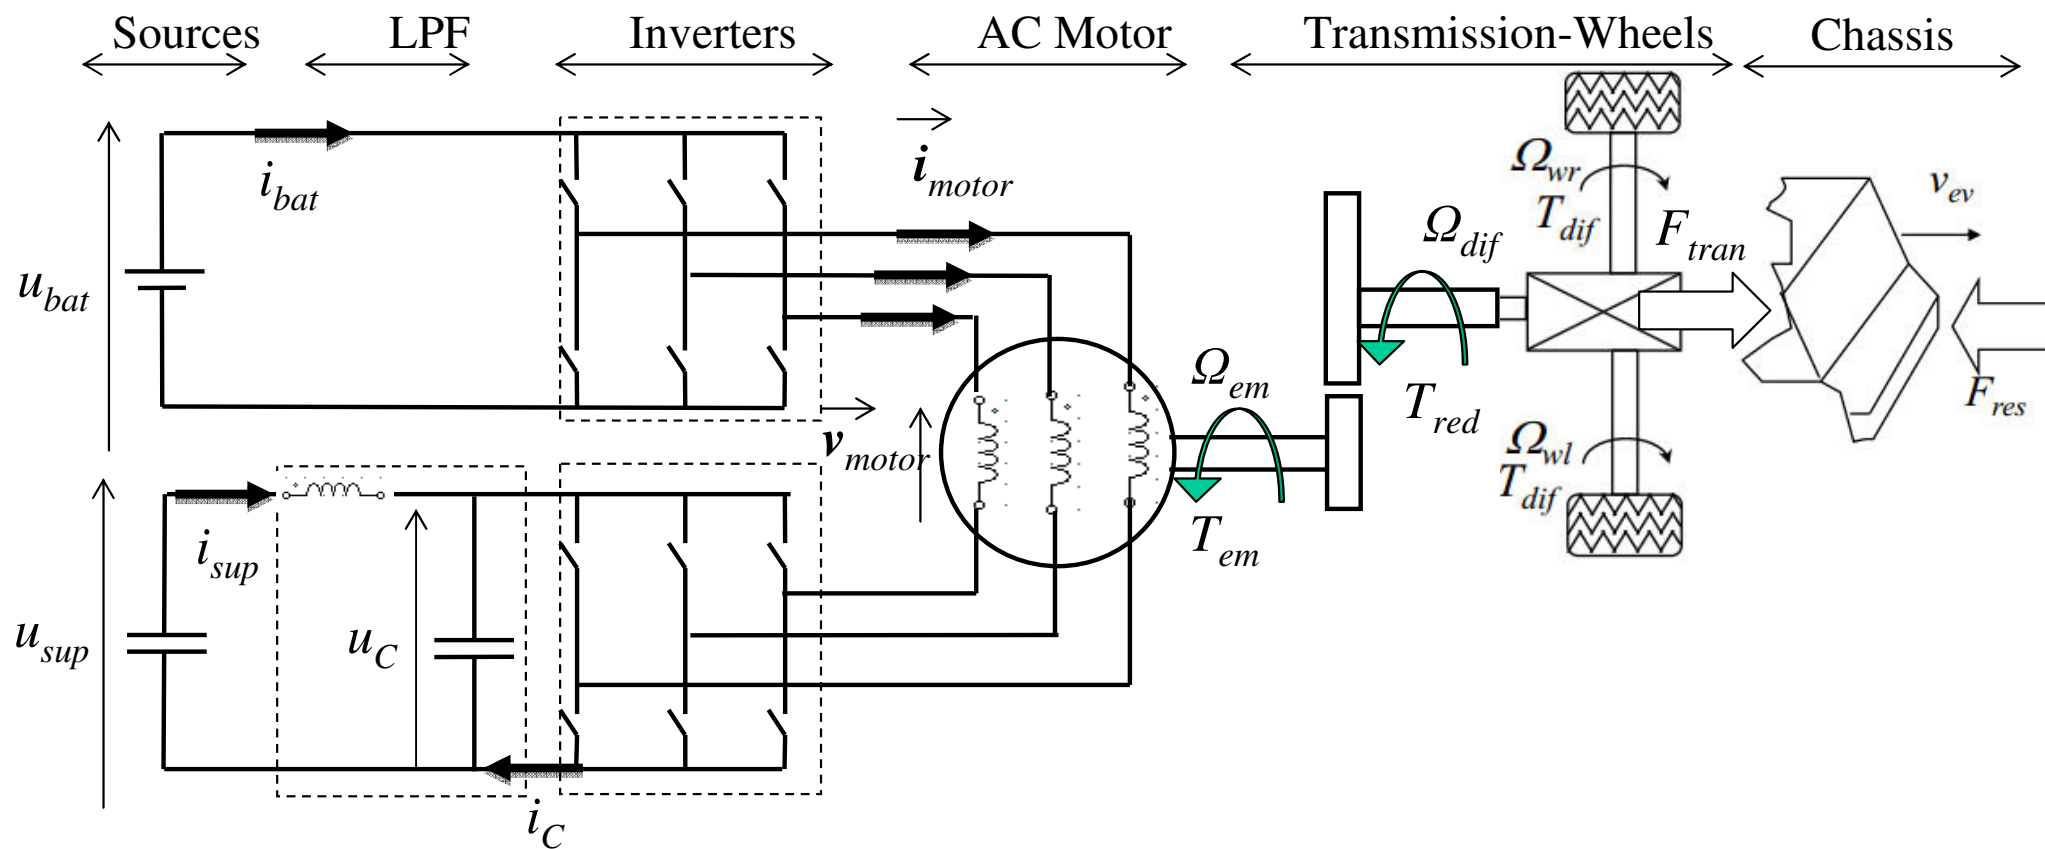 Sources LPF Inverters AC Motor Transmission-Wheels Chassis
i_bat
i_motor
u_bat
v_motor
Ω_em
T_em
Ω_dif
T_red
Ω_wr
T_dif
F_tran
v_ev
F_res
Ω_wl
T_dif
i_sup
u_sup
u_C
i_C